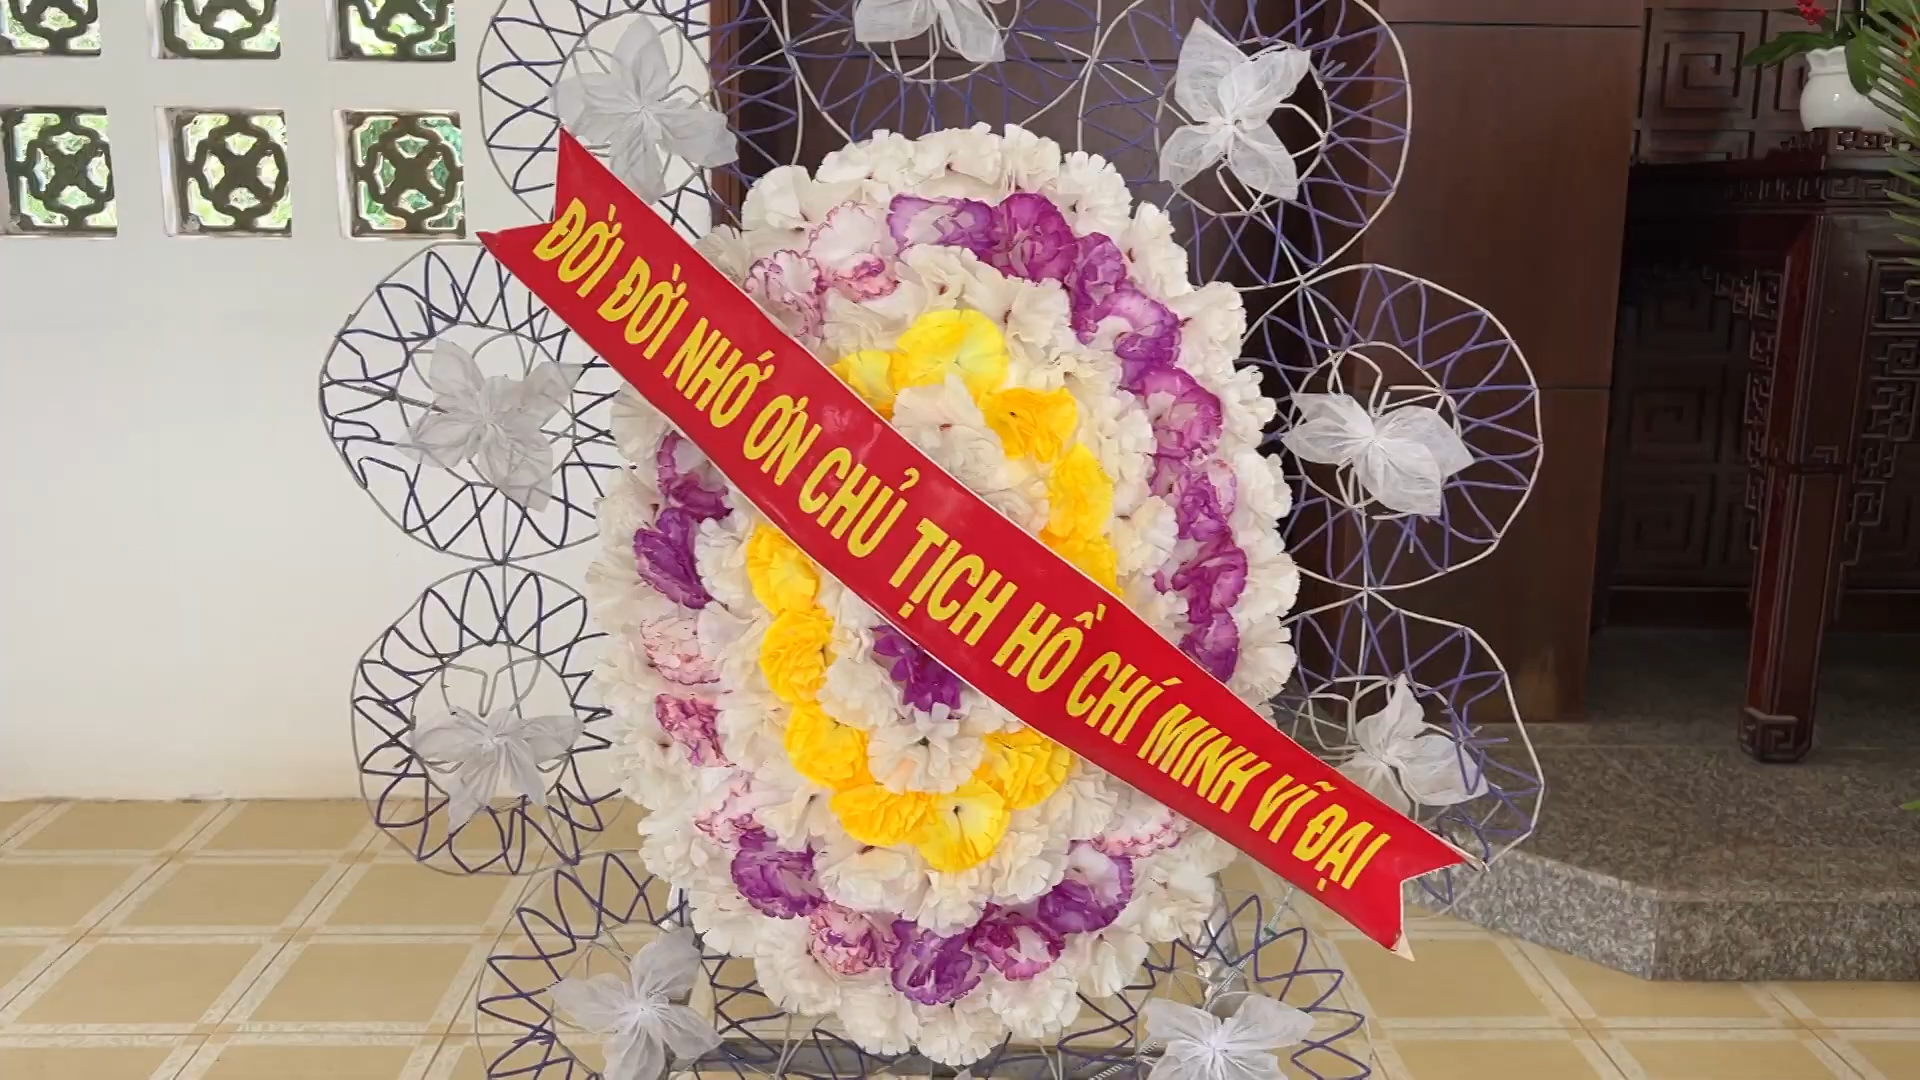 ĐỜI ĐỜI NHỚ ƠN CHỦ TỊCH HỒ CHÍ MINH VĨ ĐẠI